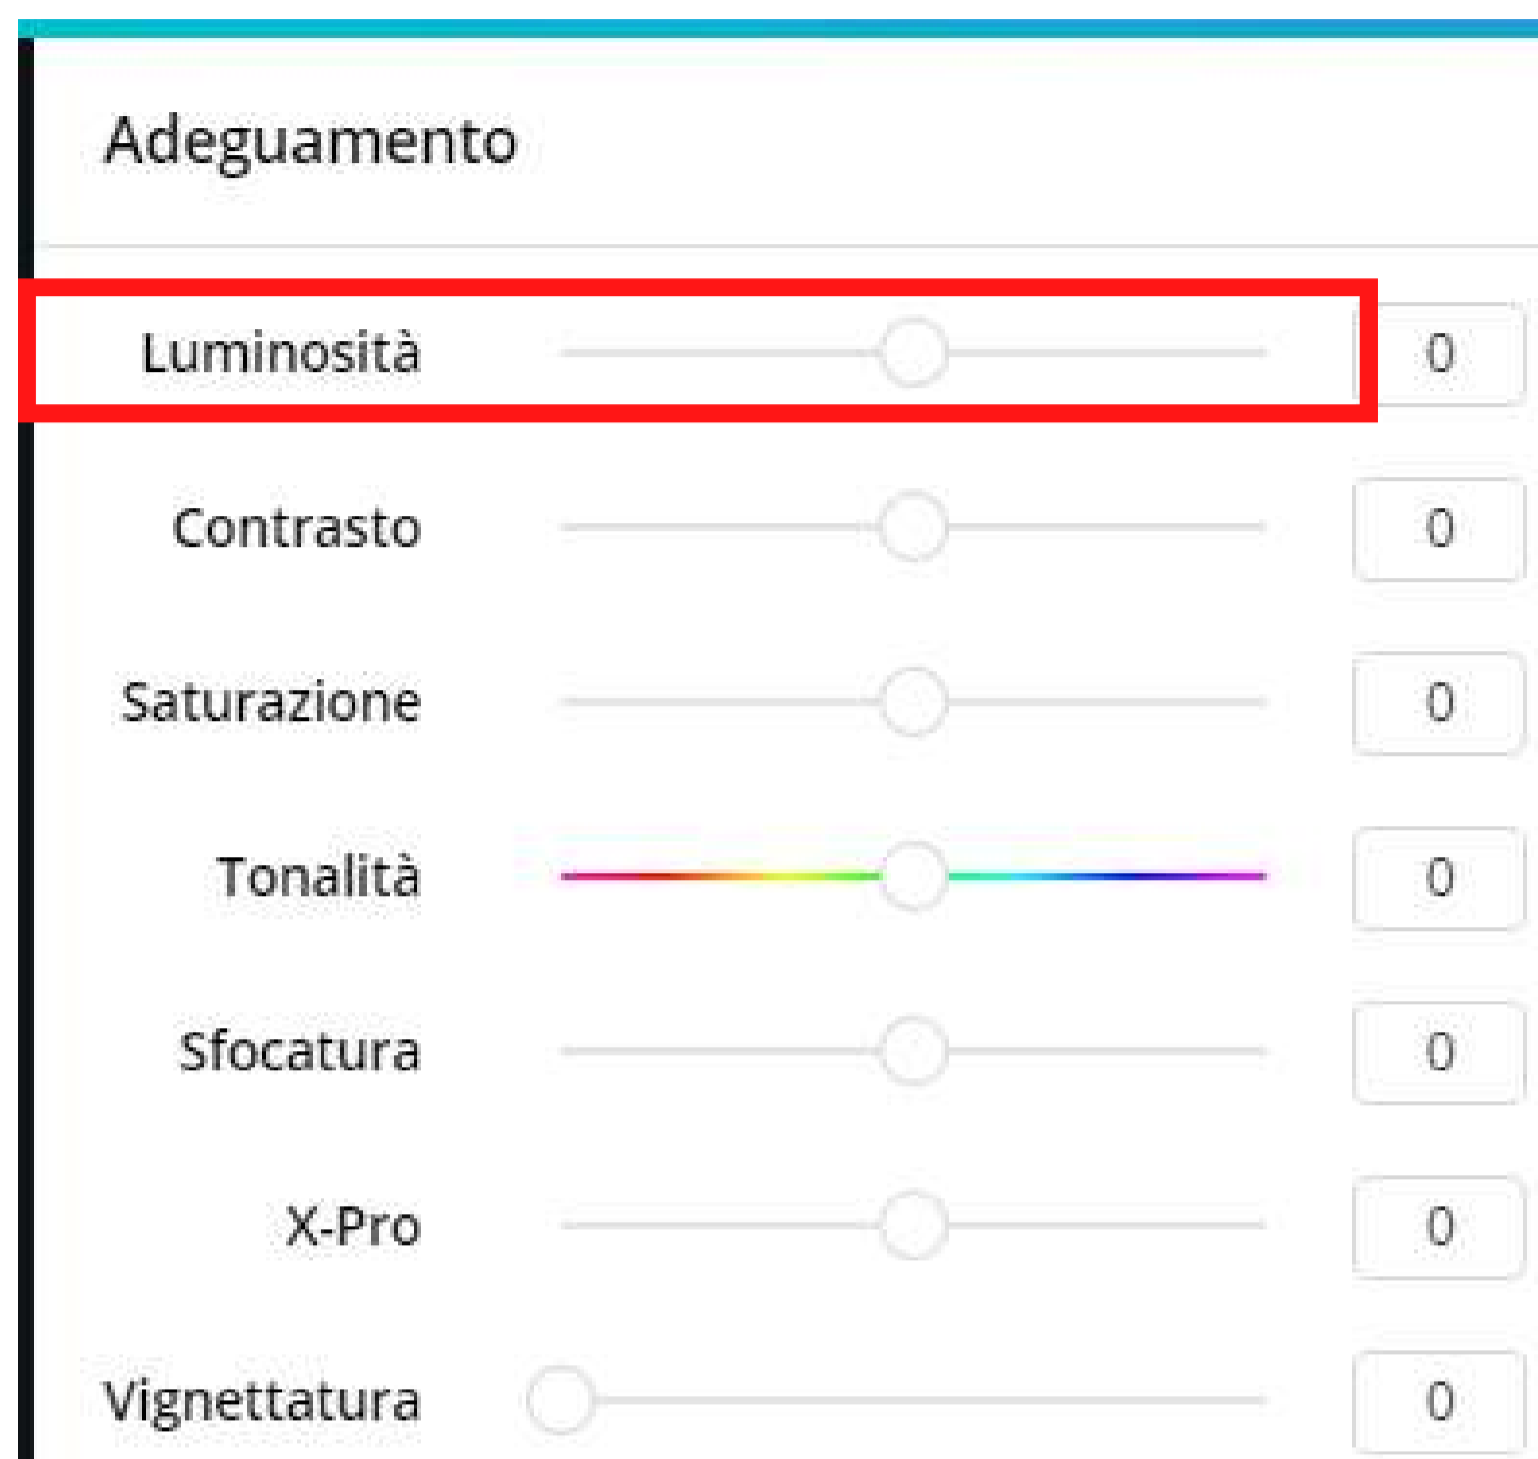 Adeguamento
Luminosità 0
Contrasto 0
Saturazione 0
Tonalità 0
Sfocatura 0
X-Pro 0
Vignettatura 0